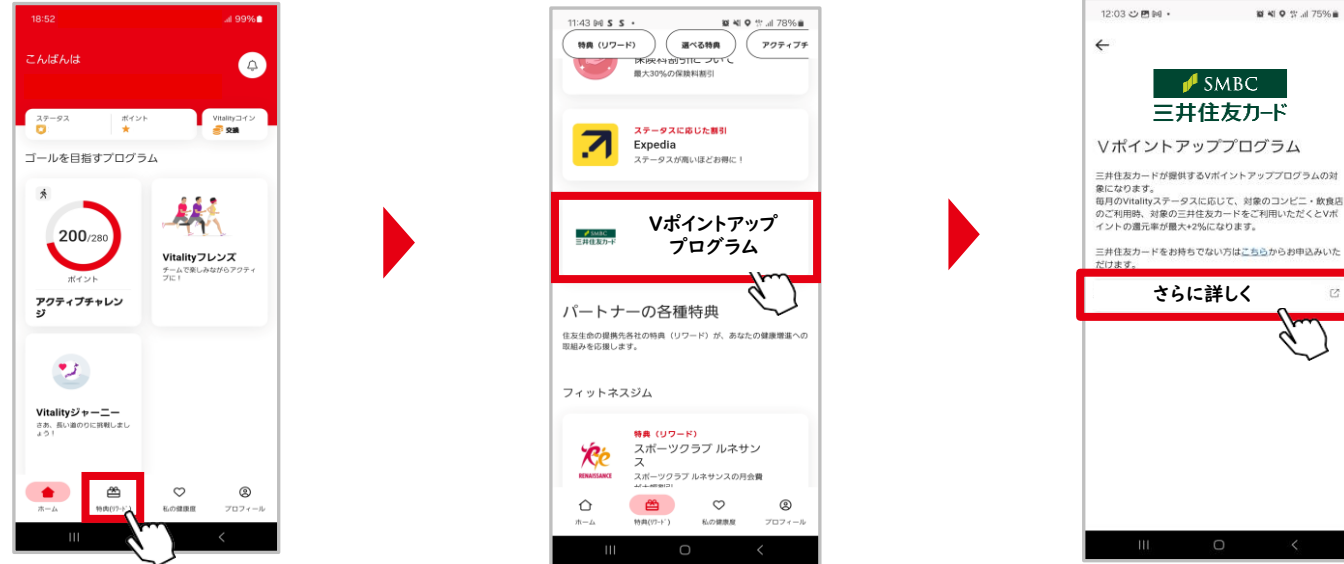 18:52
99%
こんばんは
ステータス
ポイント
Vitalityコイン
交換
ゴールを目指すプログラム
200/280
ポイント
アクティブチャレン
ジ
Vitalityフレンズ
チームで楽しみながらアクティ
ブに！
Vitalityジャーニー
さあ、長い道のりに挑戦しまし
ょう！
ホーム
特典(リワード)
私の健康度
プロフィール
11:43
78%
特典（リワード）
選べる特典
アクティブチ
保険料割引について
最大30%の保険料割引
ステータスに応じた割引
Expedia
ステータスが高いほどお得に！
SMBC
三井住友カード
Vポイントアップ
プログラム
パートナーの各種特典
住友生命の提携先各社の特典（リワード）が、あなたの健康増進への
取組みを応援します。
フィットネスジム
特典（リワード）
スポーツクラブ ルネサン
ス
RENAISSANCE
スポーツクラブ ルネサンスの月会費
が大幅割引
ホーム
特典(リワード)
私の健康度
プロフィール
12:03
75%
SMBC
三井住友カード
Vポイントアッププログラム
三井住友カードが提供するVポイントアッププログラムの対
象になります。
毎月のVitalityステータスに応じて、対象のコンビニ・飲食店
のご利用時、対象の三井住友カードをご利用いただくとVポ
イントの還元率が最大+2%になります。
三井住友カードをお持ちでない方はこちらからお申込みいた
だけます。
さらに詳しく